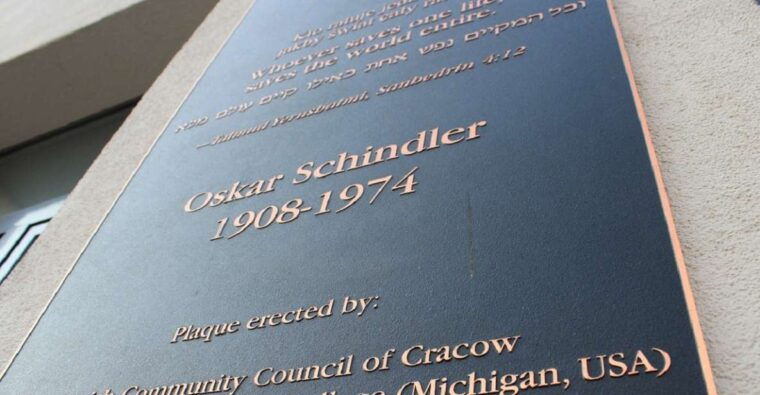 Whoever saves one life,
saves the world entire.
וכל המקיים נפש אחת כאילו קיים עולם מלא
—Talmud Yerushalmi, Sanhedrin 4:12
Oskar Schindler
1908-1974
Plaque erected by:
Community Council of Cracow
(Michigan, USA)